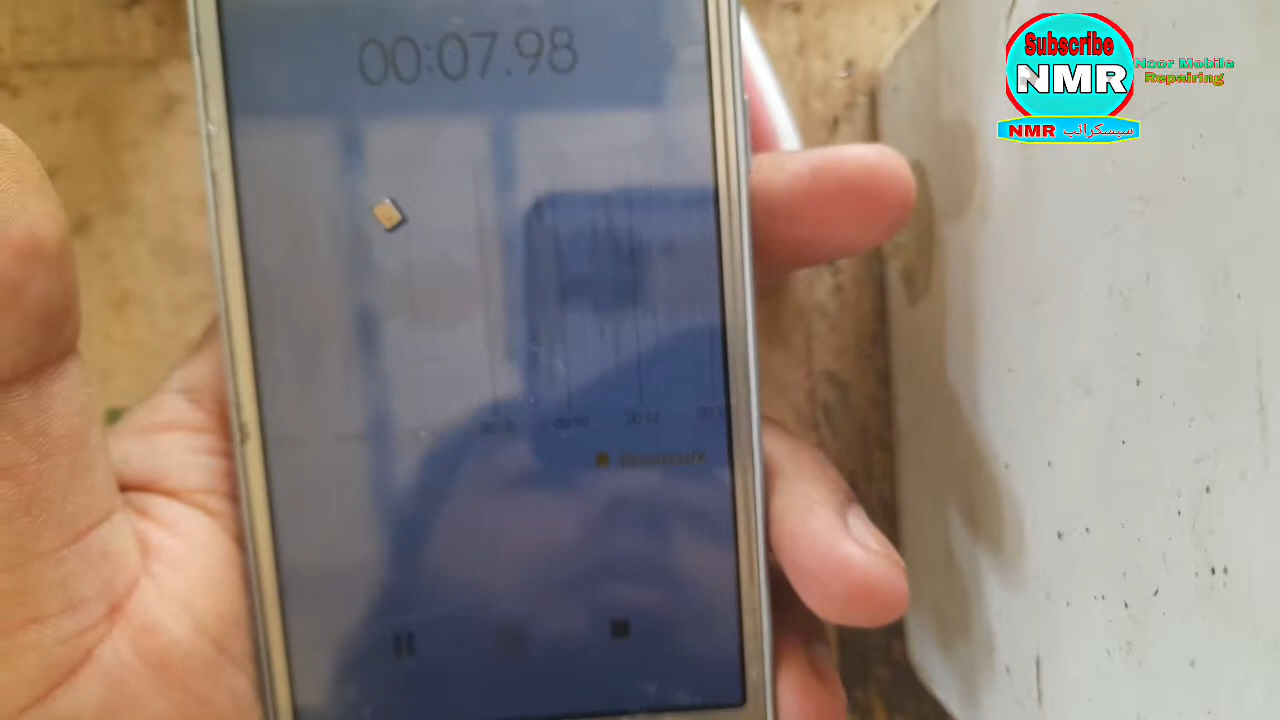 00:07.98
Subscribe
NMR
Noor Mobile
Repairing
NMR سبسکرائب